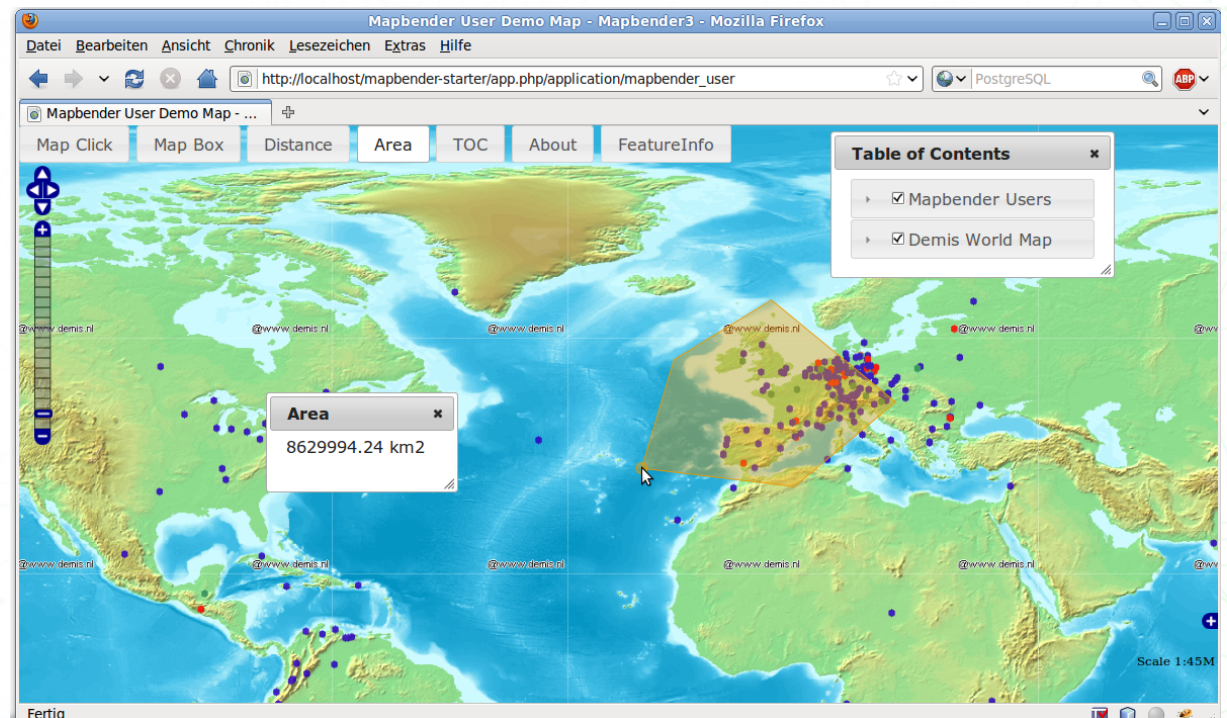 Mapbender User Demo Map - Mapbender3 - Mozilla Firefox
Datei Bearbeiten Ansicht Chronik Lesezeichen Extras Hilfe
http://localhost/mapbender-starter/app.php/application/mapbender_user
PostgreSQL
ABP
Mapbender User Demo Map - ...
Map Click Map Box Distance Area TOC About FeatureInfo
Table of Contents
Mapbender Users
Demis World Map
@www.demis.nl @www.demis.nl @www.demis.nl @www.demis.nl @www.demis.nl @ww
Area
8629994.24 km2
@www.demis.nl @www.demis.nl @www.demis.nl @www.demis.nl @www.demis.nl @ww
Scale 1:45M
Fertig